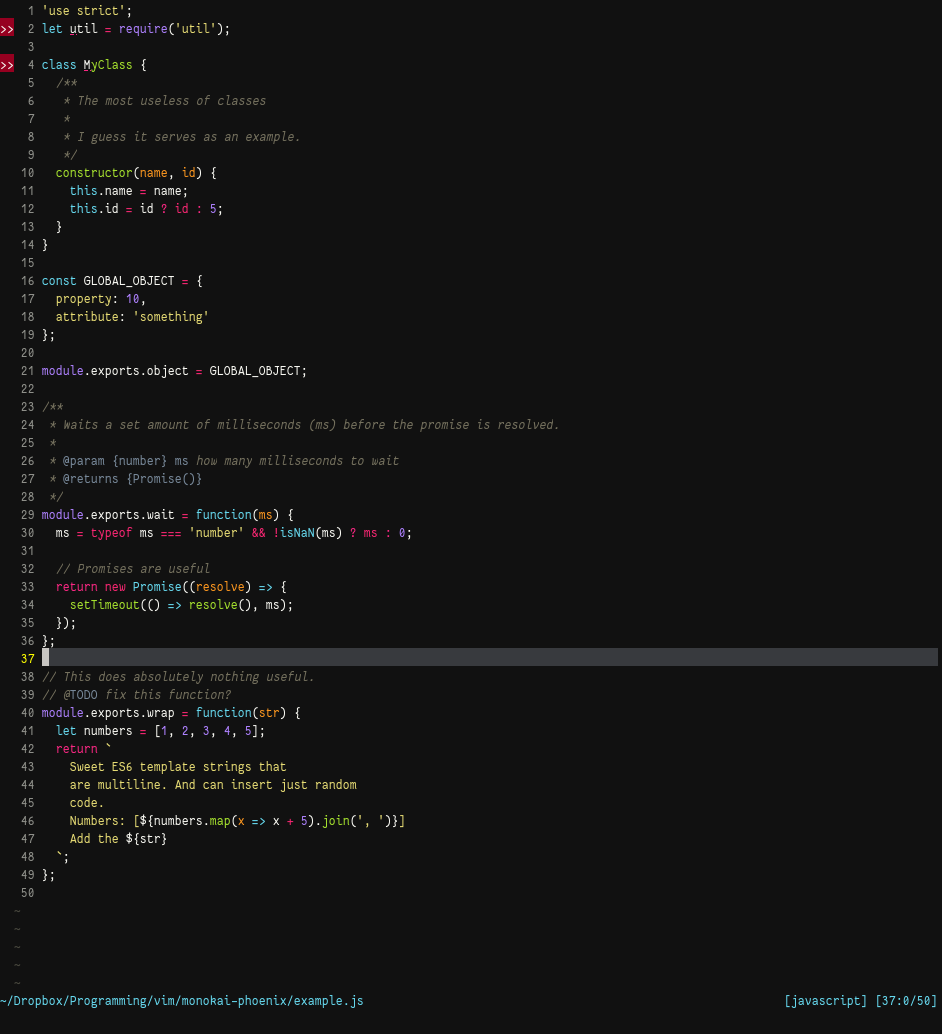 1 'use strict';
>> 2 let util = require('util');
3
>> 4 class MyClass {
5   /**
6    * The most useless of classes
7    *
8    * I guess it serves as an example.
9    */
10   constructor(name, id) {
11     this.name = name;
12     this.id = id ? id : 5;
13   }
14 }
15
16 const GLOBAL_OBJECT = {
17   property: 10,
18   attribute: 'something'
19 };
20
21 module.exports.object = GLOBAL_OBJECT;
22
23 /**
24  * Waits a set amount of milliseconds (ms) before the promise is resolved.
25  *
26  * @param {number} ms how many milliseconds to wait
27  * @returns {Promise()}
28  */
29 module.exports.wait = function(ms) {
30   ms = typeof ms === 'number' && !isNaN(ms) ? ms : 0;
31
32   // Promises are useful
33   return new Promise((resolve) => {
34     setTimeout(() => resolve(), ms);
35   });
36 };
37
38 // This does absolutely nothing useful.
39 // @TODO fix this function?
40 module.exports.wrap = function(str) {
41   let numbers = [1, 2, 3, 4, 5];
42   return `
43     Sweet ES6 template strings that
44     are multiline. And can insert just random
45     code.
46     Numbers: [${numbers.map(x => x + 5).join(', ')}]
47     Add the ${str}
48   `;
49 };
50
~
~
~
~
~
~/Dropbox/Programming/vim/monokai-phoenix/example.js [javascript] [37:0/50]